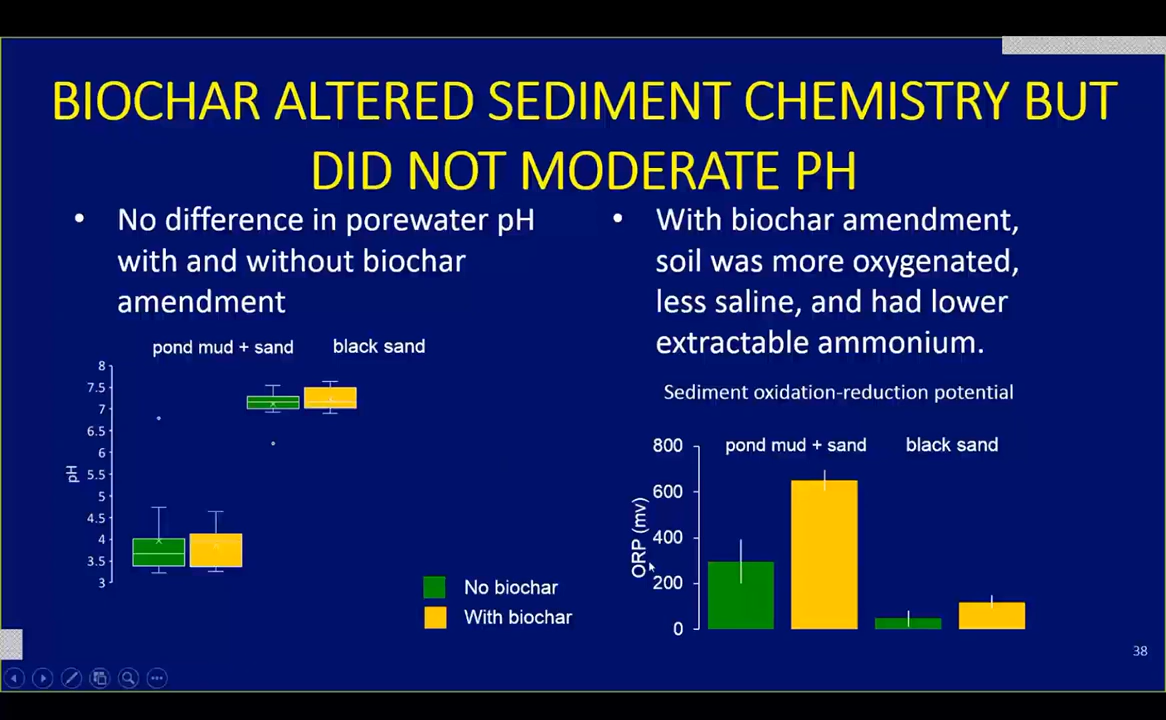 BIOCHAR ALTERED SEDIMENT CHEMISTRY BUT
DID NOT MODERATE PH
• No difference in porewater pH
with and without biochar
amendment
pond mud + sand black sand
8
7.5
7
6.5
6
5.5
5
4.5
4
3.5
3
pH
No biochar
With biochar
• With biochar amendment,
soil was more oxygenated,
less saline, and had lower
extractable ammonium.
Sediment oxidation-reduction potential
pond mud + sand black sand
800
600
400
200
0
ORP (mv)
38